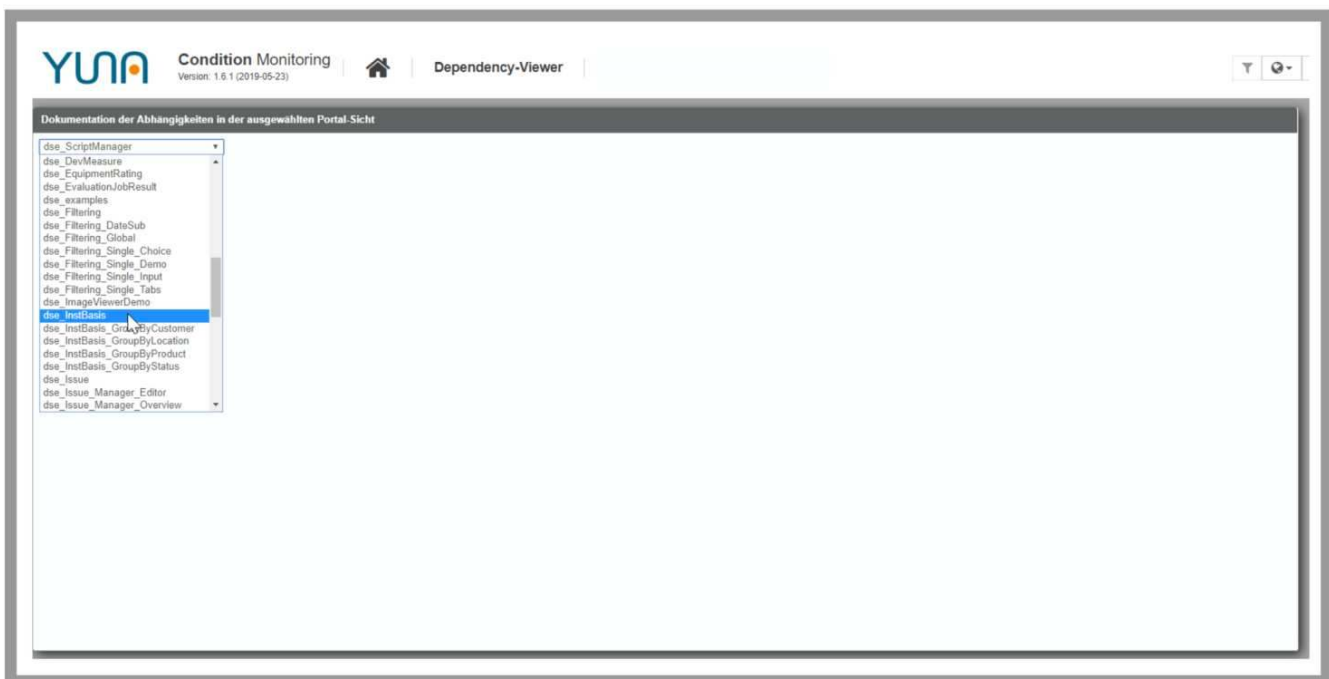 YUNA
Condition Monitoring
Version: 1.6.1 (2019-05-23)
Dependency-Viewer
Dokumentation der Abhängigkeiten in der ausgewählten Portal-Sicht
dse_ScriptManager
dse_DevMeasure
dse_EquipmentRating
dse_EvaluationJobResult
dse_examples
dse_Filtering
dse_Filtering_DateSub
dse_Filtering_Global
dse_Filtering_Single_Choice
dse_Filtering_Single_Demo
dse_Filtering_Single_Input
dse_Filtering_Single_Tabs
dse_ImageViewerDemo
dse_InstBasis
dse_InstBasis_GroupByCustomer
dse_InstBasis_GroupByLocation
dse_InstBasis_GroupByProduct
dse_InstBasis_GroupByStatus
dse_Issue
dse_Issue_Manager_Editor
dse_Issue_Manager_Overview